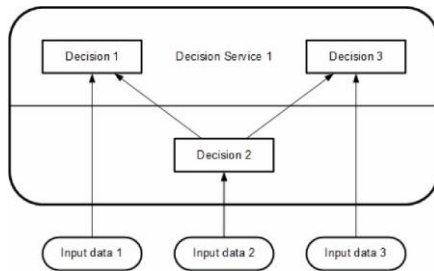 Decision 1
Decision Service 1
Decision 3
Decision 2
Input data 1
Input data 2
Input data 3